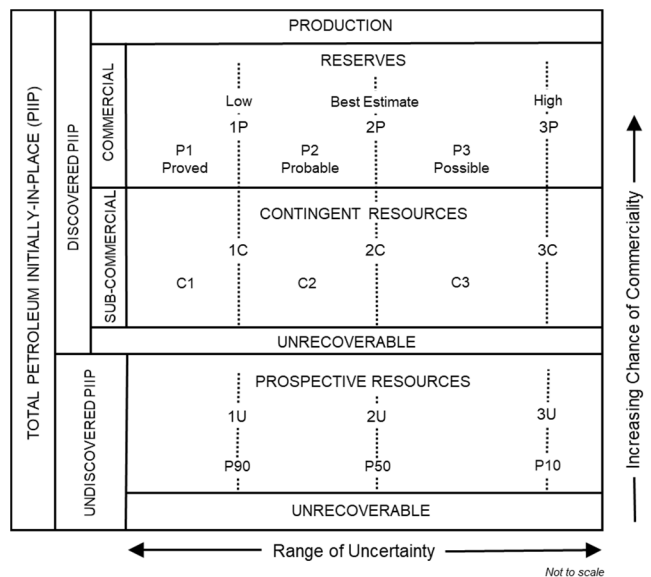 TOTAL PETROLEUM INITIALLY-IN-PLACE (PIIP)
DISCOVERED PIIP
UNDISCOVERED PIIP
COMMERCIAL
SUB-COMMERCIAL
PRODUCTION
RESERVES
Low Best Estimate High
1P 2P 3P
P1 P2 P3
Proved Probable Possible
CONTINGENT RESOURCES
1C 2C 3C
C1 C2 C3
UNRECOVERABLE
PROSPECTIVE RESOURCES
1U 2U 3U
P90 P50 P10
UNRECOVERABLE
Increasing Chance of Commerciality
Range of Uncertainty
Not to scale